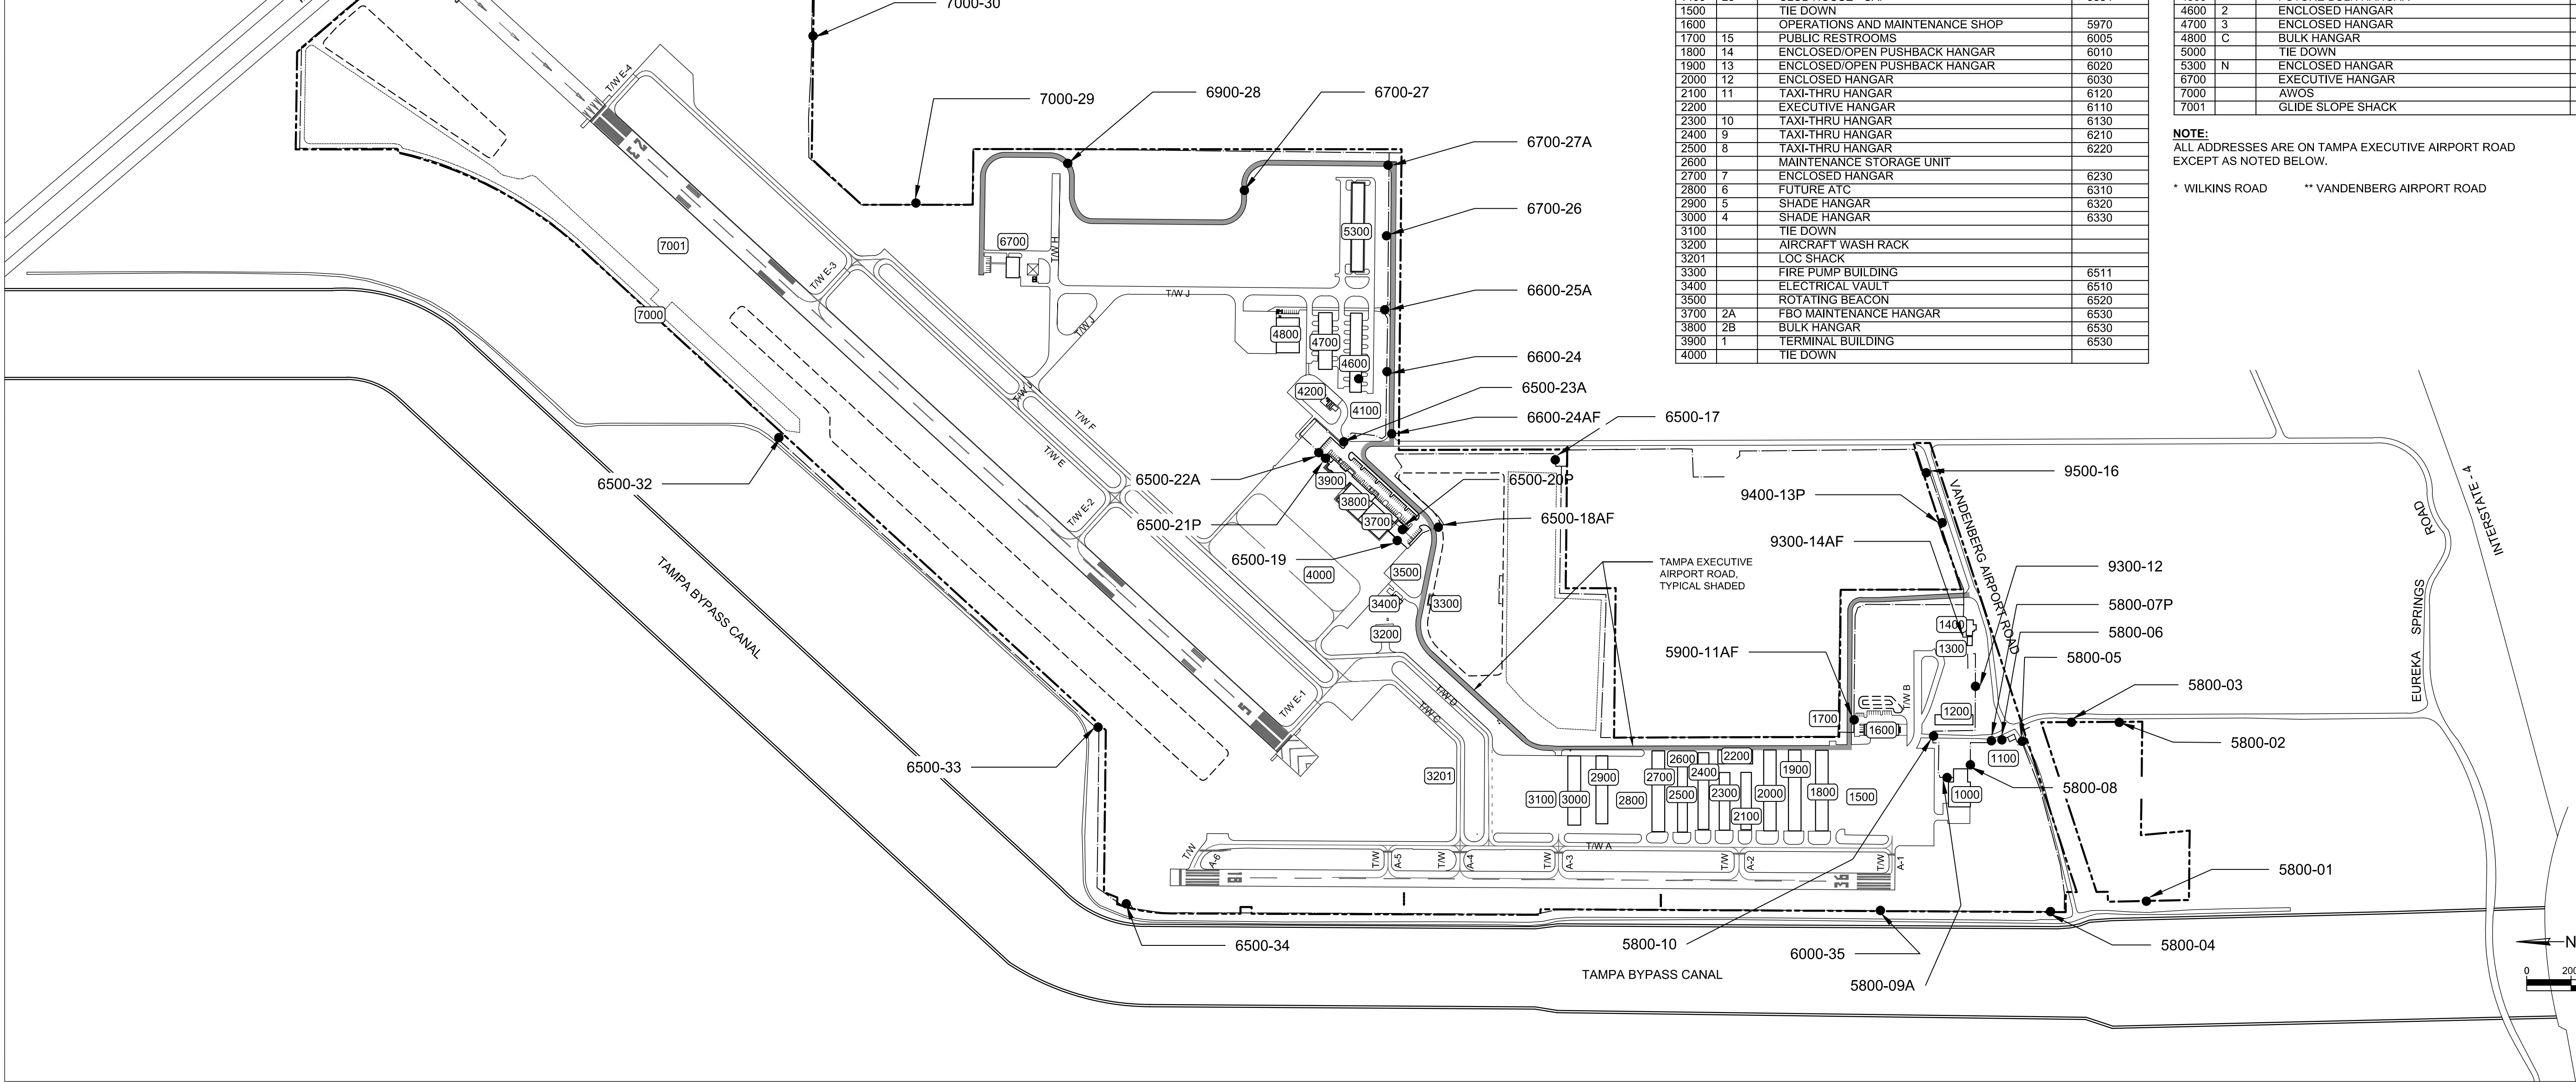 7000-30
1500 TIE DOWN
1600 OPERATIONS AND MAINTENANCE SHOP 5970
1700 15 PUBLIC RESTROOMS 6005
1800 14 ENCLOSED/OPEN PUSHBACK HANGAR 6010
1900 13 ENCLOSED/OPEN PUSHBACK HANGAR 6020
2000 12 ENCLOSED HANGAR 6030
2100 11 TAXI-THRU HANGAR 6120
2200 EXECUTIVE HANGAR 6110
2300 10 TAXI-THRU HANGAR 6130
2400 9 TAXI-THRU HANGAR 6210
2500 8 TAXI-THRU HANGAR 6220
2600 MAINTENANCE STORAGE UNIT
2700 7 ENCLOSED HANGAR 6230
2800 6 FUTURE ATC 6310
2900 5 SHADE HANGAR 6320
3000 4 SHADE HANGAR 6330
3100 TIE DOWN
3200 AIRCRAFT WASH RACK
3201 LOC SHACK
3300 FIRE PUMP BUILDING 6511
3400 ELECTRICAL VAULT 6510
3500 ROTATING BEACON 6520
3700 2A FBO MAINTENANCE HANGAR 6530
3800 2B BULK HANGAR 6530
3900 1 TERMINAL BUILDING 6530
4000 TIE DOWN
4600 2 ENCLOSED HANGAR
4700 3 ENCLOSED HANGAR
4800 C BULK HANGAR
5000 TIE DOWN
5300 N ENCLOSED HANGAR
6700 EXECUTIVE HANGAR
7000 AWOS
7001 GLIDE SLOPE SHACK
NOTE:
ALL ADDRESSES ARE ON TAMPA EXECUTIVE AIRPORT ROAD
EXCEPT AS NOTED BELOW.
* WILKINS ROAD ** VANDENBERG AIRPORT ROAD
T/W E-4
23
7000-29
6900-28
6700-27
6700-27A
6700-26
6600-25A
6600-24
6500-23A
6600-24AF
6500-17
7001
7000
T/W E-3
6700
T/W H
5300
T/W J
T/W J
T/W J
4800
4700
4600
4200
4100
T/W F
T/W E
T/W E-2
6500-32
6500-22A
6500-21P
6500-19
3900
3800
3700
6500-20P
6500-18AF
4000
3500
3400
3300
3200
TAMPA EXECUTIVE
AIRPORT ROAD,
TYPICAL SHADED
9500-16
9400-13P
9300-14AF
9300-12
5800-07P
5800-06
5800-05
5800-03
5800-02
5900-11AF
VANDENBERG AIRPORT ROAD
EUREKA SPRINGS
ROAD
INTERSTATE - 4
1400
1300
1200
T/W B
1700
1600
1100
1000
5800-08
TAMPA BYPASS CANAL
T/W E-1
5
T/W D
T/W C
6500-33
3201
3100
3000
2900
2800
2700
2600
2500
2400
2300
2200
2100
2000
1900
1800
1500
T/W A
T/W A-6
T/W A-5
T/W A-4
T/W A-3
T/W A-2
T/W A-1
18
36
5800-01
6500-34
5800-10
6000-35
5800-09A
5800-04
TAMPA BYPASS CANAL
N
0